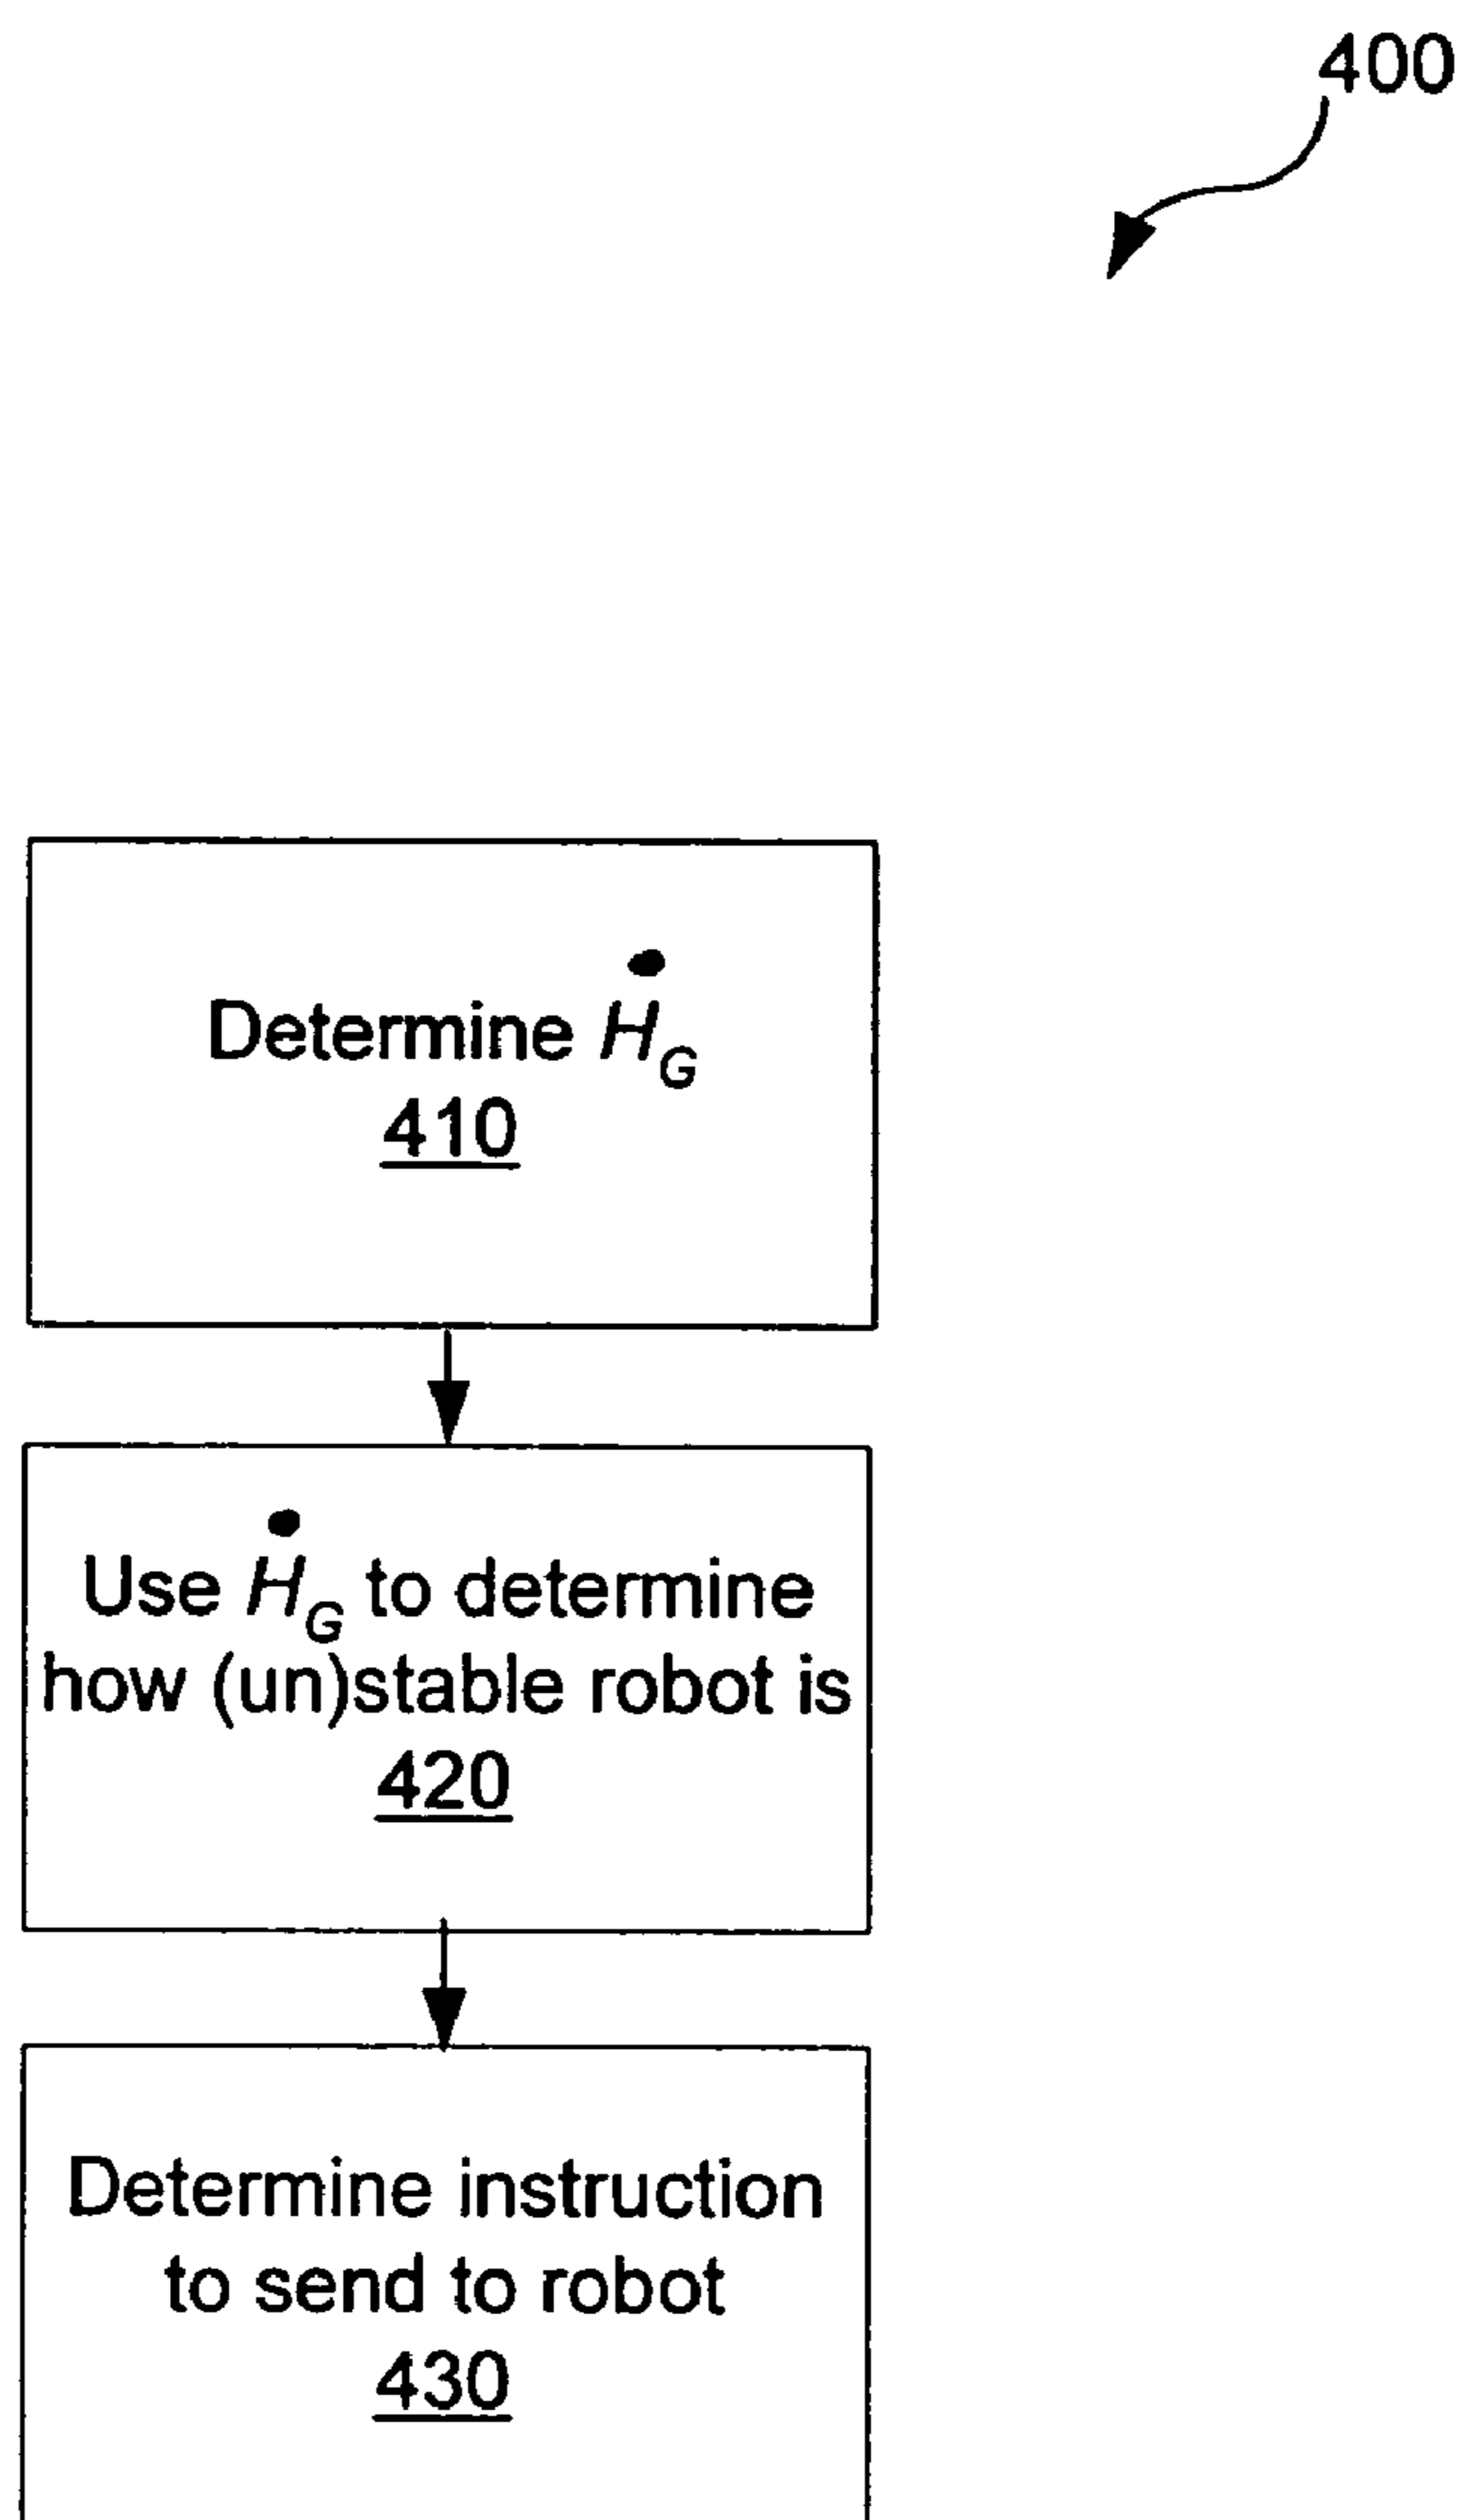 400
Determine Ḣ_G
410
Use Ḣ_G to determine
how (un)stable robot is
420
Determine instruction
to send to robot
430